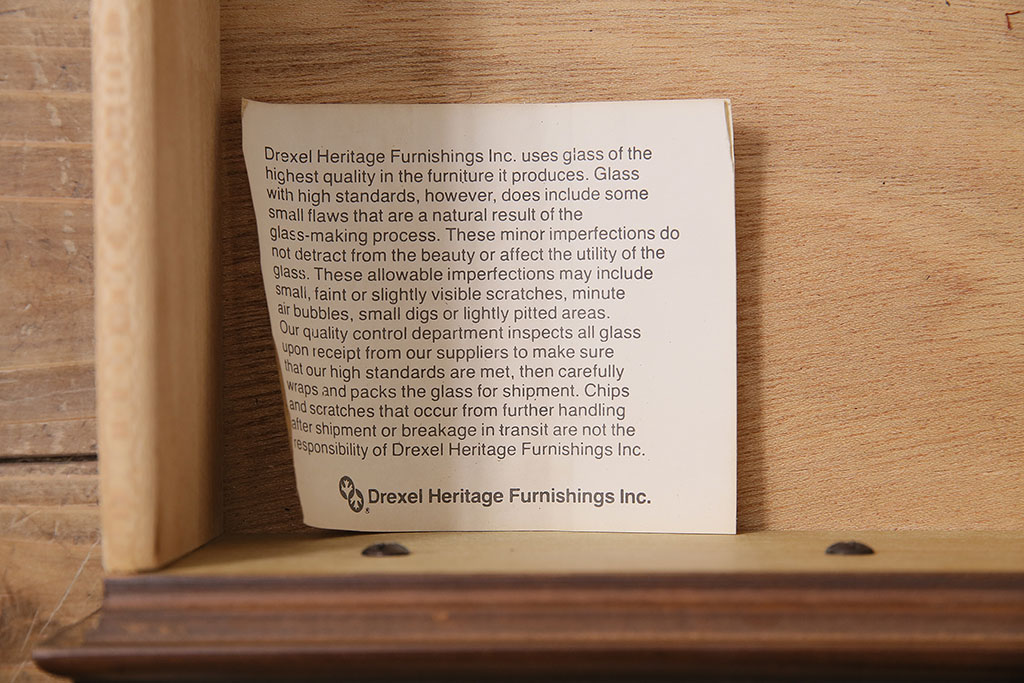 Drexel Heritage Furnishings Inc. uses glass of the
highest quality in the furniture it produces. Glass
with high standards, however, does include some
small flaws that are a natural result of the
glass-making process. These minor imperfections do
not detract from the beauty or affect the utility of the
glass. These allowable imperfections may include
small, faint or slightly visible scratches, minute
air bubbles, small digs or lightly pitted areas.
Our quality control department inspects all glass
upon receipt from our suppliers to make sure
that our high standards are met, then carefully
wraps and packs the glass for shipment. Chips
and scratches that occur from further handling
after shipment or breakage in transit are not the
responsibility of Drexel Heritage Furnishings Inc.
® Drexel Heritage Furnishings Inc.